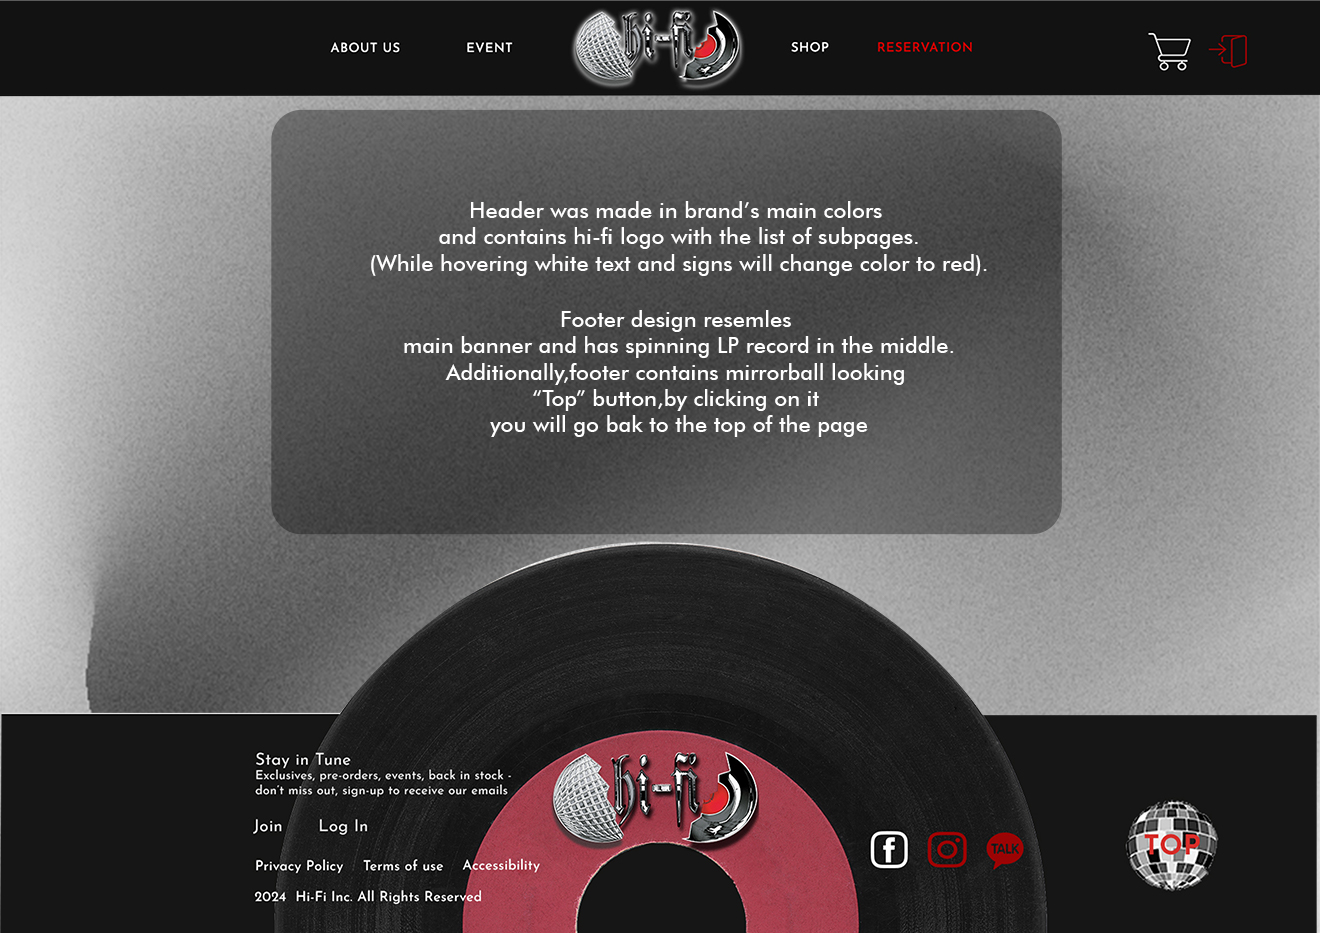 ABOUT US
EVENT
hi-fi
SHOP
RESERVATION
Header was made in brand’s main colors
and contains hi-fi logo with the list of subpages.
(While hovering white text and signs will change color to red).
Footer design resemles
main banner and has spinning LP record in the middle.
Additionally,footer contains mirrorball looking
“Top” button,by clicking on it
you will go bak to the top of the page
Stay in Tune
Exclusives, pre-orders, events, back in stock -
don’t miss out, sign-up to receive our emails
Join
Log In
Privacy Policy
Terms of use
Accessibility
2024 Hi-Fi Inc. All Rights Reserved
hi-fi
f
TALK
TOP